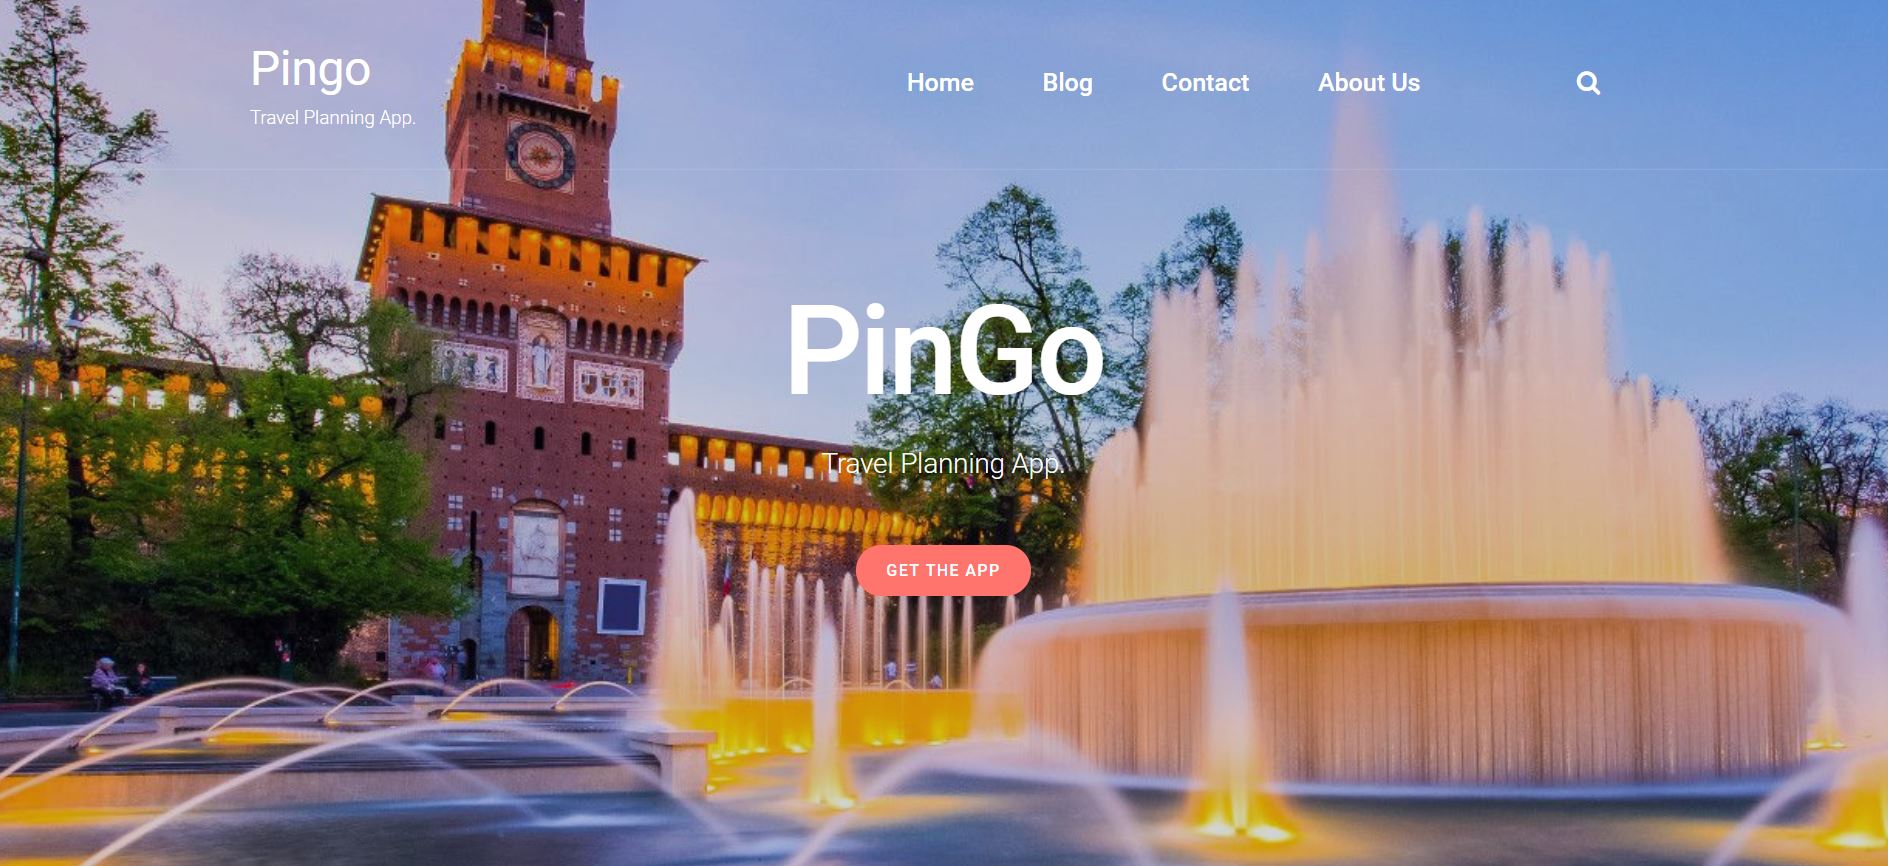 Pingo
Travel Planning App.
Home Blog Contact About Us
PinGo
Travel Planning App.
GET THE APP